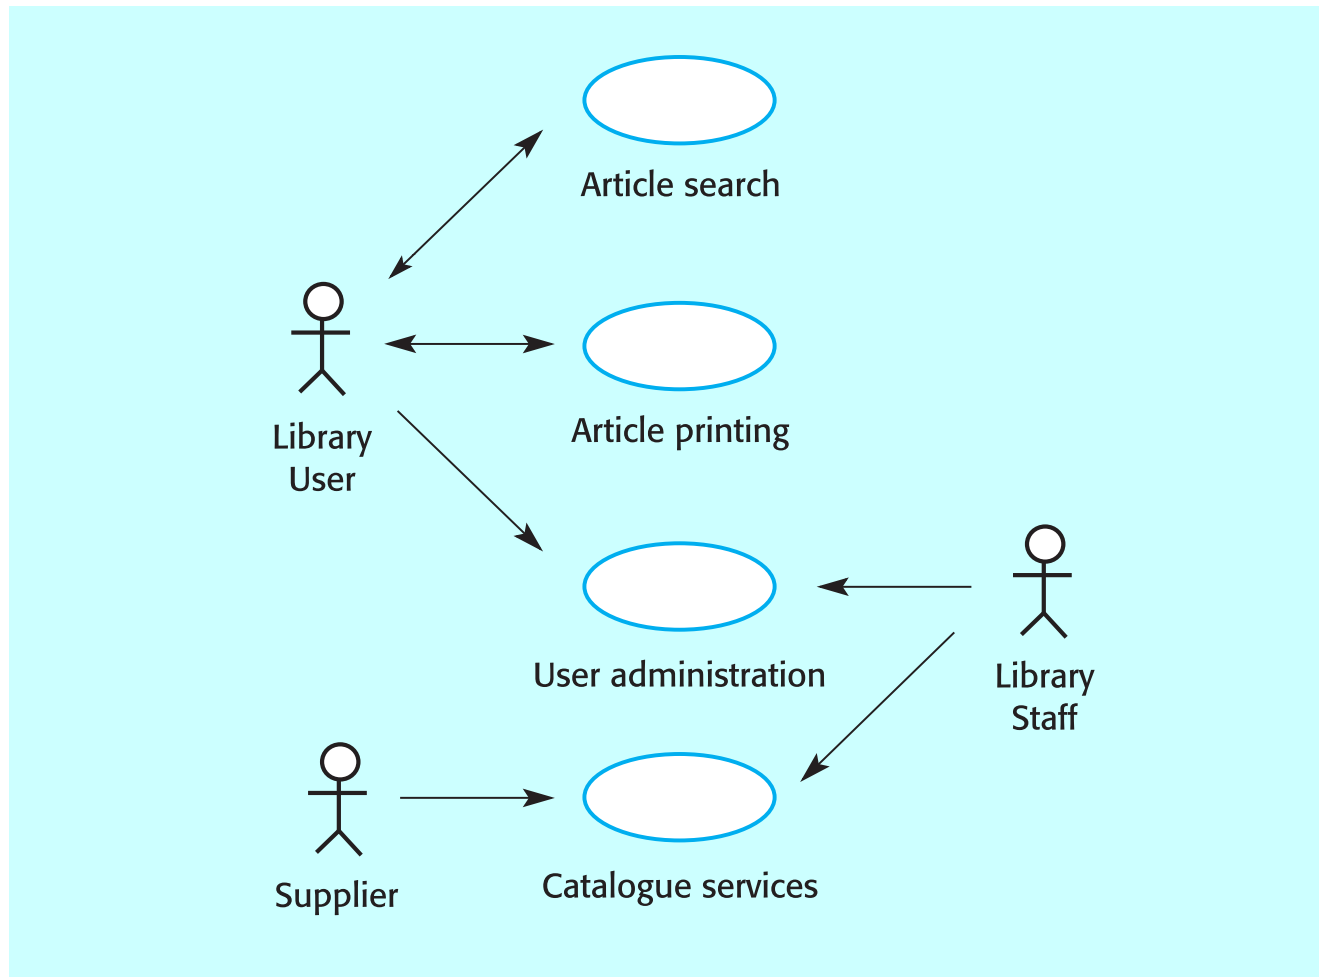 Article search
Article printing
Library
User
User administration
Library
Staff
Supplier
Catalogue services